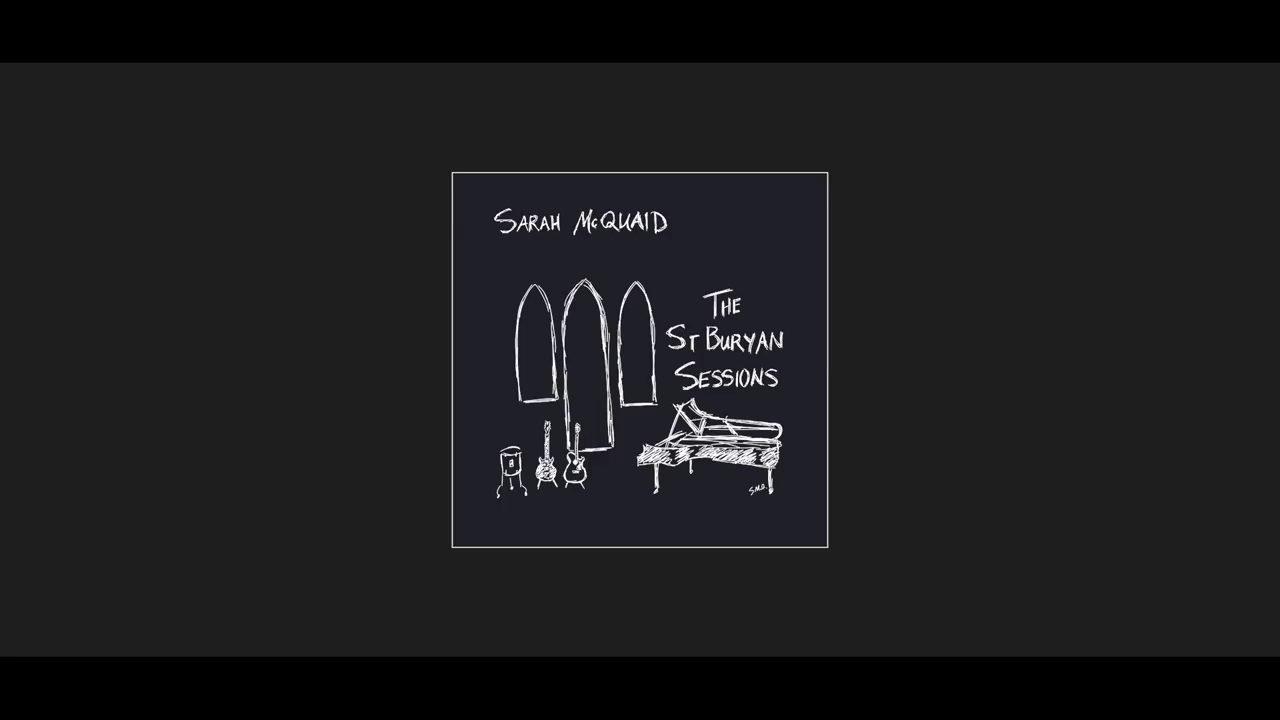 Sarah McQuaid
The
St Buryan
Sessions
S.M.Q.